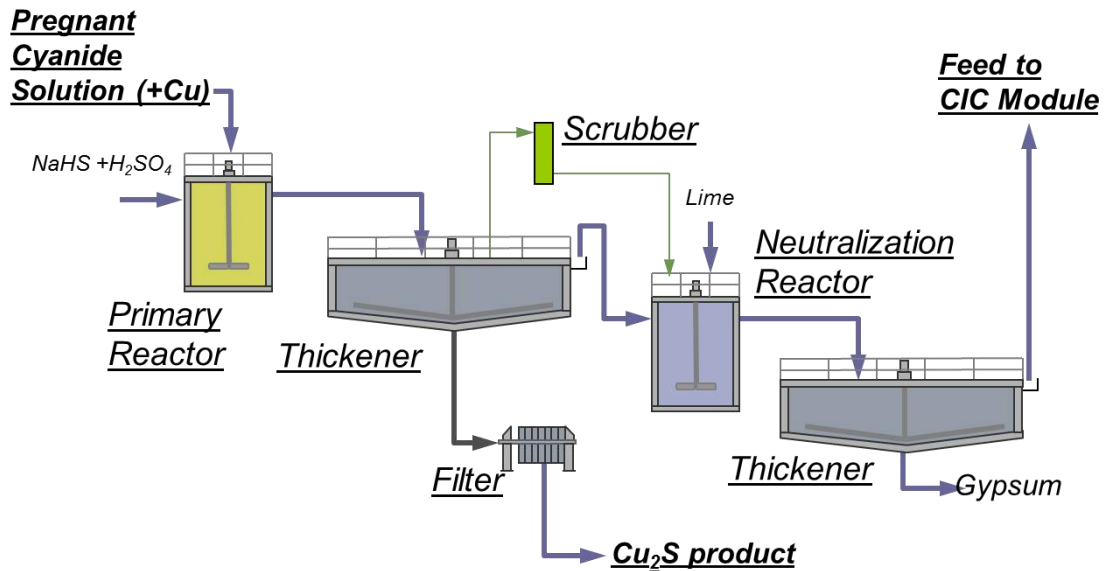 Pregnant
Cyanide
Solution (+Cu)
NaHS +H₂SO₄
Primary
Reactor
Thickener
Scrubber
Lime
Neutralization
Reactor
Feed to
CIC Module
Filter
Cu₂S product
Thickener
Gypsum